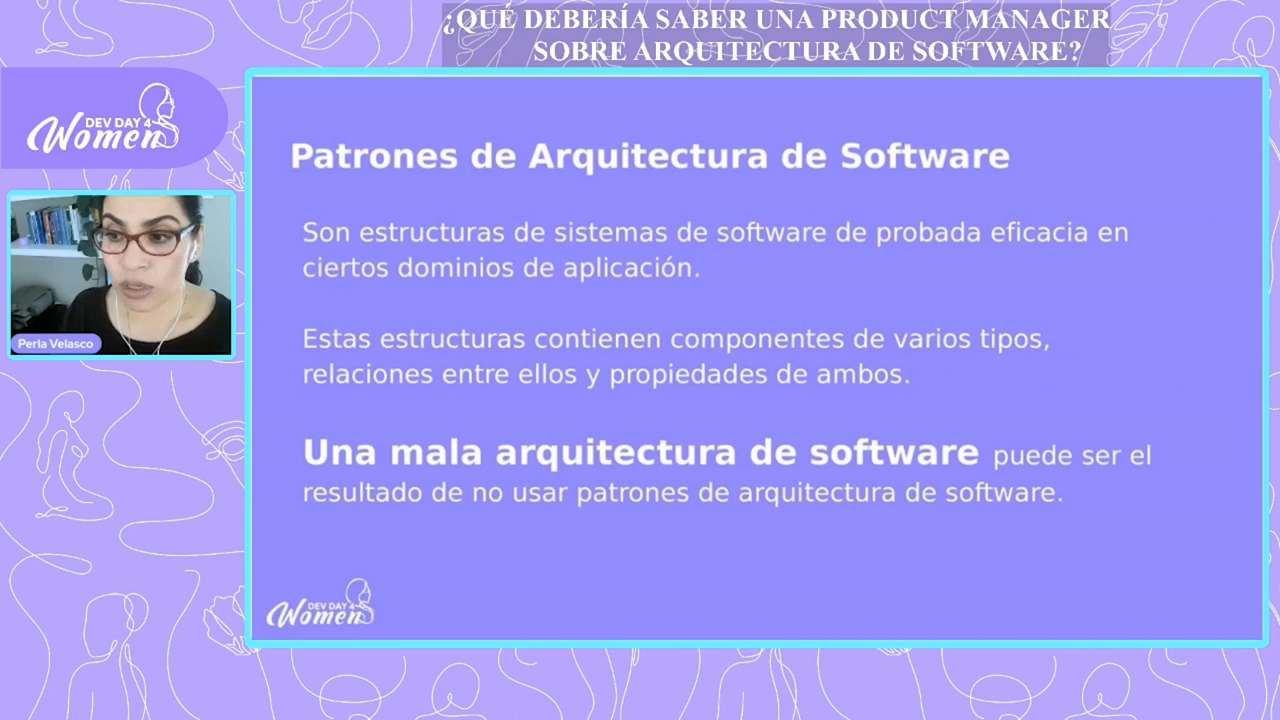 ¿QUÉ DEBERÍA SABER UNA PRODUCT MANAGER
SOBRE ARQUITECTURA DE SOFTWARE?
DEV DAY 4
Women
Perla Velasco
Patrones de Arquitectura de Software
Son estructuras de sistemas de software de probada eficacia en
ciertos dominios de aplicación.
Estas estructuras contienen componentes de varios tipos,
relaciones entre ellos y propiedades de ambos.
Una mala arquitectura de software puede ser el
resultado de no usar patrones de arquitectura de software.
DEV DAY 4
Women